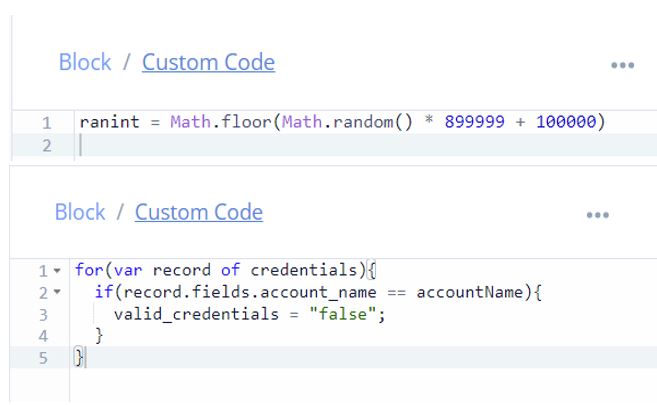 Block / Custom Code
1 ranint = Math.floor(Math.random() * 899999 + 100000)
2
Block / Custom Code
1 for(var record of credentials){
2 if(record.fields.account_name == accountName){
3 valid_credentials = "false";
4 }
5 }